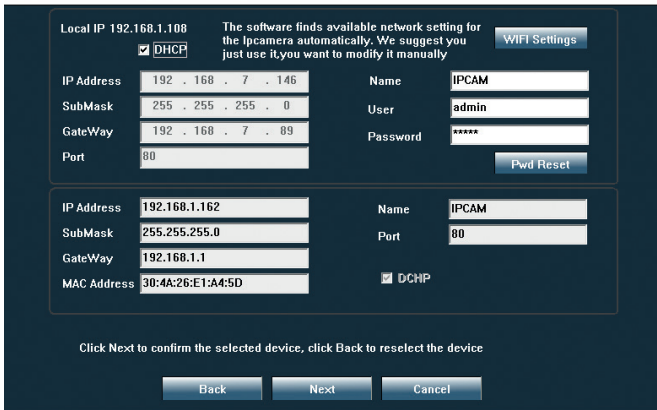 Local IP 192.168.1.108
DHCP
The software finds available network setting for
the Ipcamera automatically. We suggest you
just use it,you want to modify it manually
WIFI Settings
IP Address 192 . 168 . 7 . 146
SubMask 255 . 255 . 255 . 0
GateWay 192 . 168 . 7 . 89
Port 80
Name IPCAM
User admin
Password *****
Pwd Reset
IP Address 192.168.1.162
SubMask 255.255.255.0
GateWay 192.168.1.1
MAC Address 30:4A:26:E1:A4:5D
Name IPCAM
Port 80
DCHP
Click Next to confirm the selected device, click Back to reselect the device
Back Next Cancel